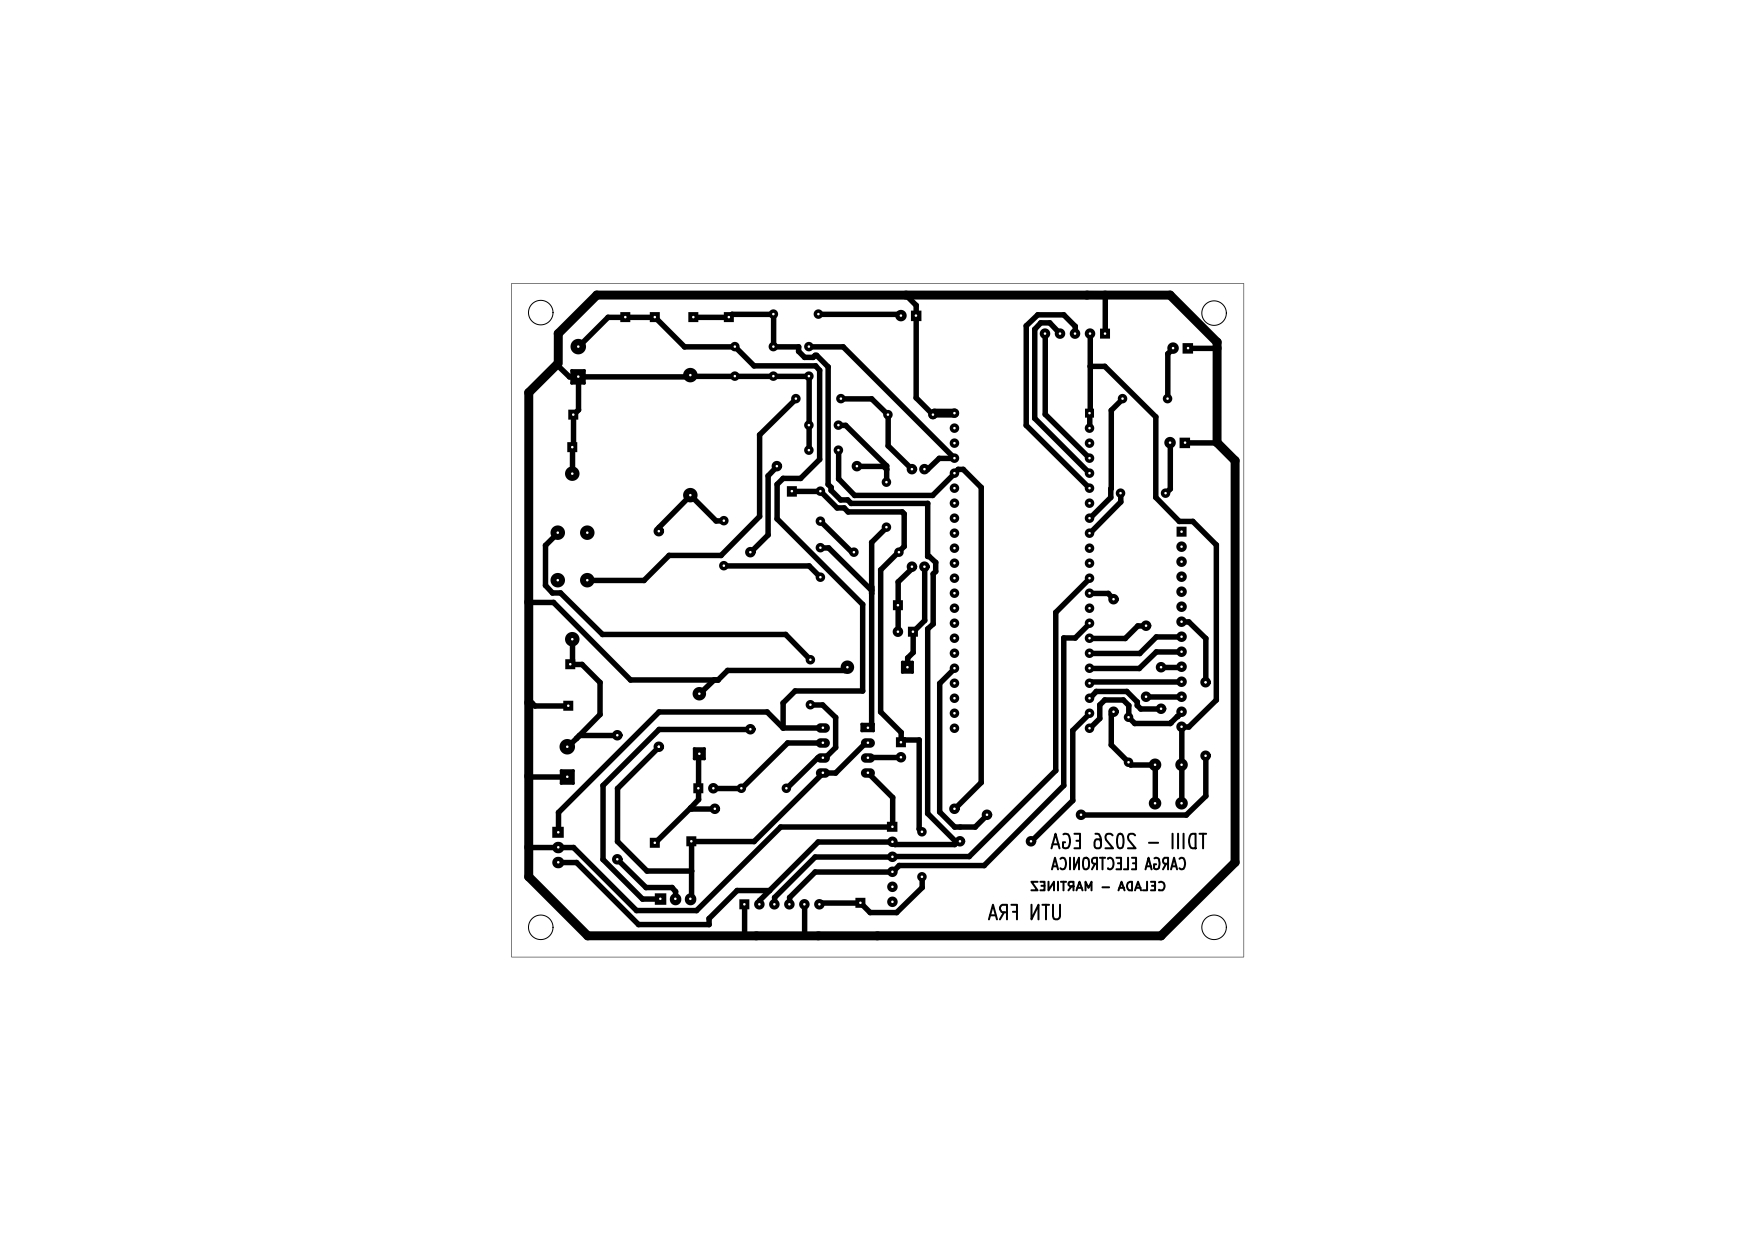 TDIII - 2026 EGA
CARGA ELECTRONICA
CELADA - MARTINEZ
UTN FRA